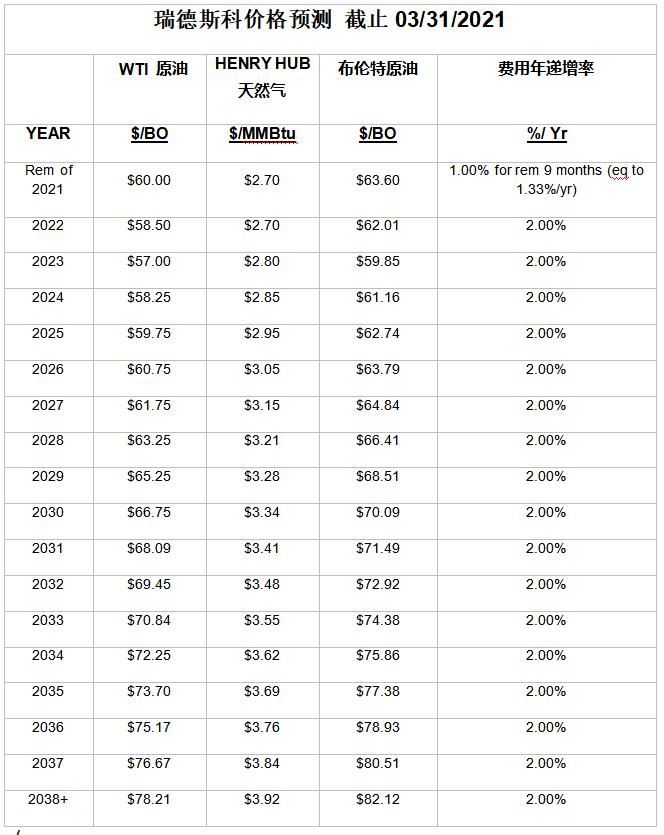 瑞德斯科价格预测 截止 03/31/2021
WTI 原油 HENRY HUB 天然气 布伦特原油 费用年递增率
YEAR $/BO $/MMBtu $/BO %/ Yr
Rem of 2021 $60.00 $2.70 $63.60 1.00% for rem 9 months (eq to 1.33%/yr)
2022 $58.50 $2.70 $62.01 2.00%
2023 $57.00 $2.80 $59.85 2.00%
2024 $58.25 $2.85 $61.16 2.00%
2025 $59.75 $2.95 $62.74 2.00%
2026 $60.75 $3.05 $63.79 2.00%
2027 $61.75 $3.15 $64.84 2.00%
2028 $63.25 $3.21 $66.41 2.00%
2029 $65.25 $3.28 $68.51 2.00%
2030 $66.75 $3.34 $70.09 2.00%
2031 $68.09 $3.41 $71.49 2.00%
2032 $69.45 $3.48 $72.92 2.00%
2033 $70.84 $3.55 $74.38 2.00%
2034 $72.25 $3.62 $75.86 2.00%
2035 $73.70 $3.69 $77.38 2.00%
2036 $75.17 $3.76 $78.93 2.00%
2037 $76.67 $3.84 $80.51 2.00%
2038+ $78.21 $3.92 $82.12 2.00%